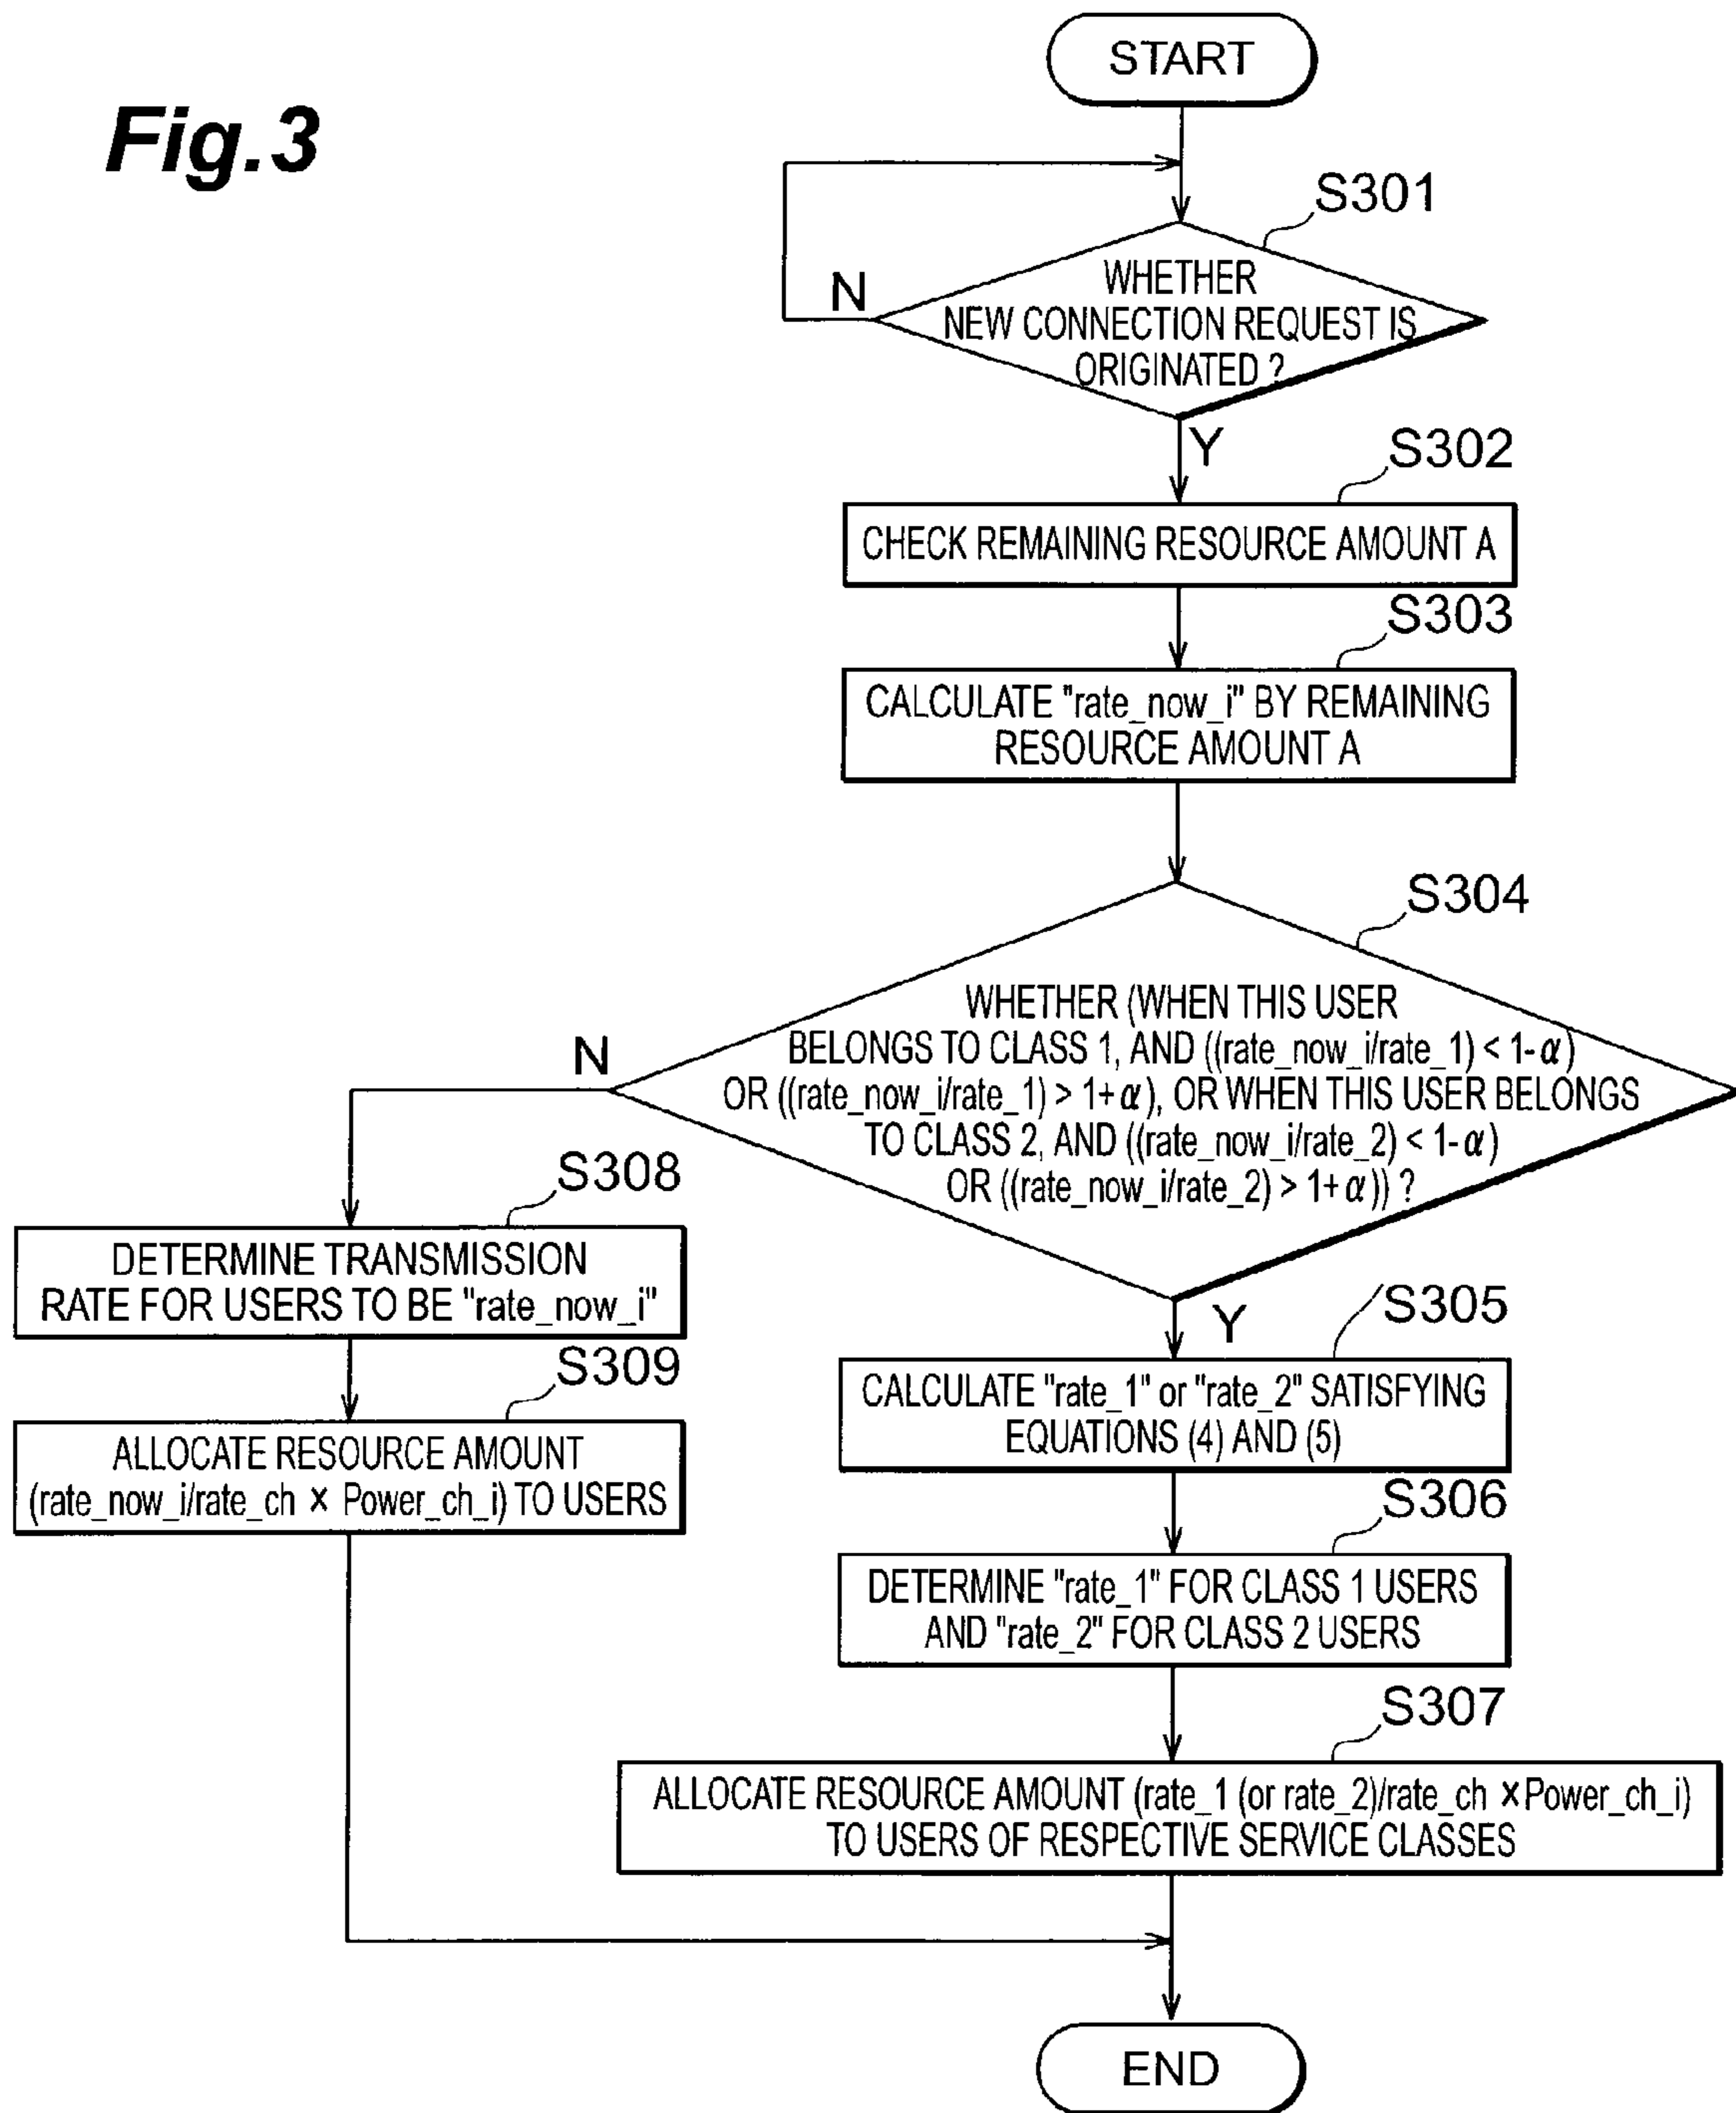 Fig.3
START
S301
N
WHETHER
NEW CONNECTION REQUEST IS
ORIGINATED ?
Y
S302
CHECK REMAINING RESOURCE AMOUNT A
S303
CALCULATE "rate_now_i" BY REMAINING
RESOURCE AMOUNT A
S304
WHETHER (WHEN THIS USER
BELONGS TO CLASS 1, AND ((rate_now_i/rate_1) < 1-α)
OR ((rate_now_i/rate_1) > 1+α), OR WHEN THIS USER BELONGS
TO CLASS 2, AND ((rate_now_i/rate_2) < 1-α)
OR ((rate_now_i/rate_2) > 1+α)) ?
N
S308
DETERMINE TRANSMISSION
RATE FOR USERS TO BE "rate_now_i"
S309
ALLOCATE RESOURCE AMOUNT
(rate_now_i/rate_ch × Power_ch_i) TO USERS
Y
S305
CALCULATE "rate_1" or "rate_2" SATISFYING
EQUATIONS (4) AND (5)
S306
DETERMINE "rate_1" FOR CLASS 1 USERS
AND "rate_2" FOR CLASS 2 USERS
S307
ALLOCATE RESOURCE AMOUNT (rate_1 (or rate_2)/rate_ch ×Power_ch_i)
TO USERS OF RESPECTIVE SERVICE CLASSES
END